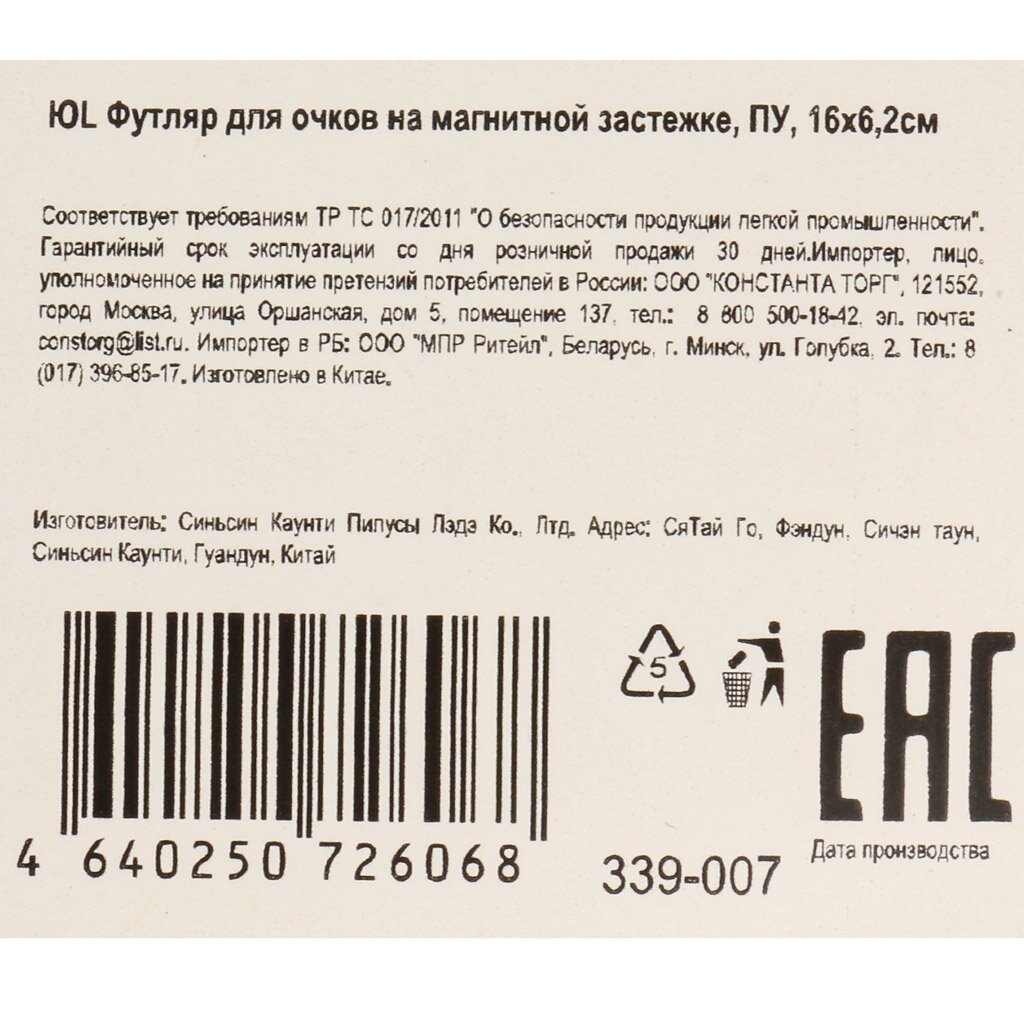 ЮL Футляр для очков на магнитной застежке, ПУ, 16х6,2см
Соответствует требованиям ТР ТС 017/2011 "О безопасности продукции легкой промышленности".
Гарантийный срок эксплуатации со дня розничной продажи 30 дней.Импортер, лицо,
уполномоченное на принятие претензий потребителей в России: ООО "КОНСТАНТА ТОРГ", 121552,
город Москва, улица Оршанская, дом 5, помещение 137, тел.: 8 800 500-18-42, эл. почта:
constorg@list.ru. Импортер в РБ: ООО "МПР Ритейл", Беларусь, г. Минск, ул. Голубка, 2. Тел.: 8
(017) 396-85-17. Изготовлено в Китае.
Изготовитель: Синьсин Каунти Пипусы Лэдэ Ко., Лтд. Адрес: СяТай Го, Фэндун, Сичэн таун,
Синьсин Каунти, Гуандун, Китай
5
EAC
4 640250 726068
339-007
Дата производства